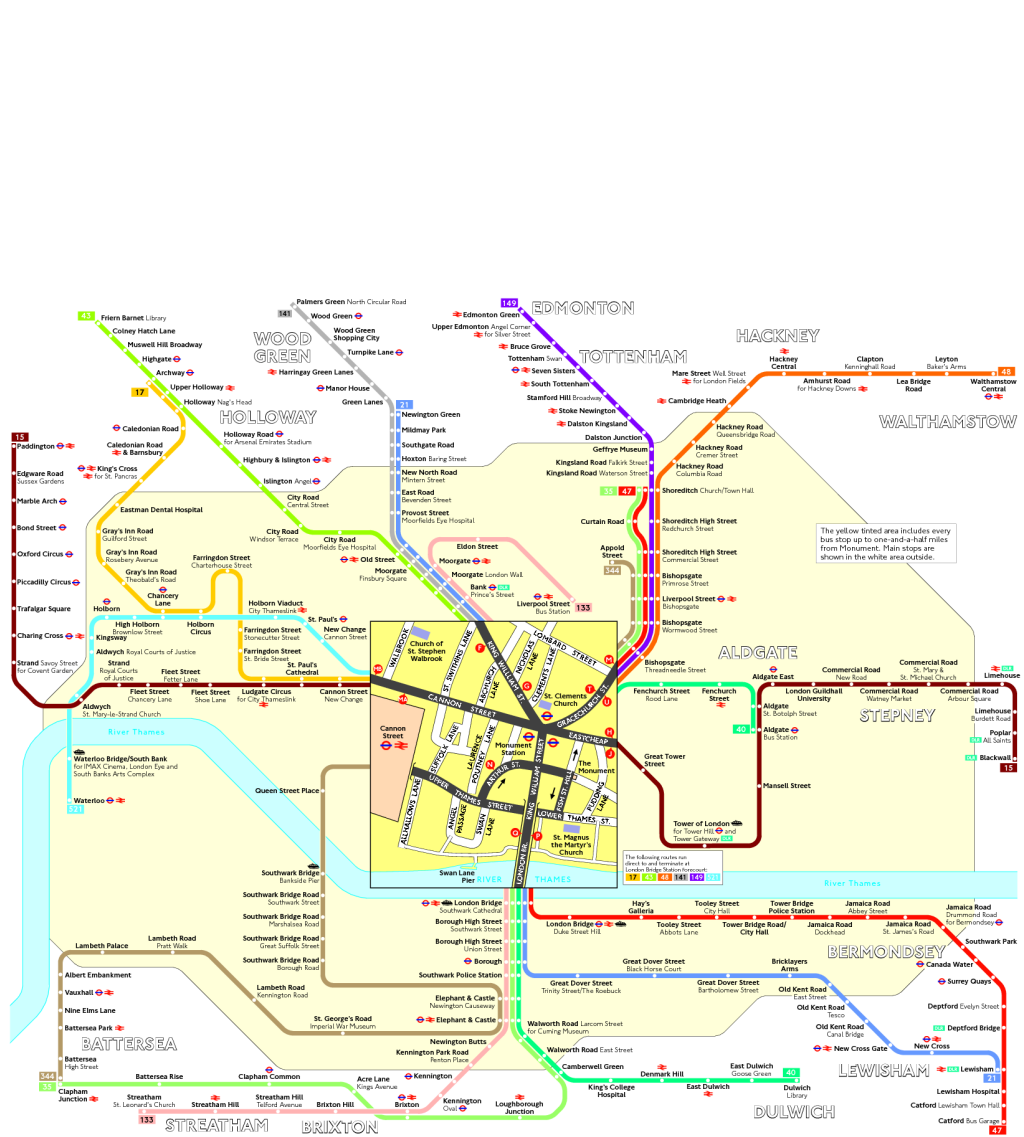 149
EDMONTON
Edmonton Green
Upper Edmonton Angel Corner
for Silver Street
Bruce Grove
Tottenham Swan
TOTTENHAM
Seven Sisters
South Tottenham
Stamford Hill Broadway
Stoke Newington
Dalston Kingsland
Dalston Junction
Geffrye Museum
Kingsland Road Falkirk Street
Kingsland Road Waterson Street
35
47
Shoreditch Church/Town Hall
Curtain Road
Shoreditch High Street
Redchurch Street
Appold
Street
344
Shoreditch High Street
Commercial Street
Bishopsgate
Primrose Street
Liverpool Street
Bishopsgate
Bishopsgate
Wormwood Street
Bishopsgate
Threadneedle Street
141
Palmers Green North Circular Road
Wood Green
WOOD
GREEN
Wood Green
Shopping City
Turnpike Lane
Harringay Green Lanes
Manor House
Green Lanes
21
Newington Green
Mildmay Park
Southgate Road
Hoxton Baring Street
New North Road
Mintern Street
East Road
Bevenden Street
Provost Street
Moorfields Eye Hospital
43
Friern Barnet Library
Colney Hatch Lane
Muswell Hill Broadway
Highgate
Archway
17
Upper Holloway
Holloway Nag's Head
HOLLOWAY
Holloway Road
for Arsenal Emirates Stadium
Highbury & Islington
Islington Angel
City Road
Central Street
City Road
Windsor Terrace
City Road
Moorfields Eye Hospital
Old Street
Moorgate
Finsbury Square
Eldon Street
Moorgate
Moorgate London Wall
Bank DLR
Prince's Street
Liverpool Street
Bus Station
133
Caledonian Road
Caledonian Road
& Barnsbury
King's Cross
for St. Pancras
Eastman Dental Hospital
Gray's Inn Road
Guilford Street
Gray's Inn Road
Rosebery Avenue
Gray's Inn Road
Theobald's Road
Farringdon Street
Charterhouse Street
Chancery
Lane
Holborn
High Holborn
Brownlow Street
Holborn
Circus
Holborn Viaduct
City Thameslink
St. Paul's
New Change
Cannon Street
Farringdon Street
Stonecutter Street
Farringdon Street
St. Bride Street
St. Paul's
Cathedral
Kingsway
Aldwych Royal Courts of Justice
Strand
Royal Courts
of Justice
Fleet Street
Fetter Lane
Fleet Street
Chancery Lane
Fleet Street
Shoe Lane
Ludgate Circus
for City Thameslink
Cannon Street
New Change
Aldwych
St. Mary-le-Strand Church
15
Paddington
Edgware Road
Sussex Gardens
Marble Arch
Bond Street
Oxford Circus
Piccadilly Circus
Trafalgar Square
Charing Cross
Strand Savoy Street
for Covent Garden
River Thames
Waterloo Bridge/South Bank
for IMAX Cinema, London Eye and
South Banks Arts Complex
Waterloo
521
HACKNEY
Hackney
Central
Mare Street Well Street
for London Fields
Cambridge Heath
Amhurst Road
for Hackney Downs
Clapton
Kenninghall Road
Lea Bridge
Road
Leyton
Baker's Arms
48
Walthamstow
Central
WALTHAMSTOW
Hackney Road
Queensbridge Road
Hackney Road
Cremer Street
Hackney Road
Columbia Road
The yellow tinted area includes every
bus stop up to one-and-a-half miles
from Monument. Main stops are
shown in the white area outside.
ALDGATE
Aldgate East
Fenchurch Street
Rood Lane
Fenchurch
Street
40
Aldgate
St. Botolph Street
Aldgate
Bus Station
London Guildhall
University
Commercial Road
New Road
Commercial Road
Watney Market
Commercial Road
St. Mary &
St. Michael Church
Commercial Road
Arbour Square
STEPNEY
DLR
Limehouse
Limehouse
Burdett Road
Poplar
DLR All Saints
DLR Blackwall
15
Great Tower
Street
Mansell Street
Tower of London
for Tower Hill and
Tower Gateway DLR
The following routes run
direct to and terminate at
London Bridge Station forecourt:
17 43 48 141 149 521
River Thames
WALBROOK
Church of
St. Stephen
Walbrook
ST. SWITHINS LANE
ABCHURCH LANE
KING WILLIAM ST.
NICHOLAS LANE
CLEMENTS LANE
LOMBARD STREET
St. Clements
Church
GRACECHURCH ST.
CANNON STREET
EASTCHEAP
Cannon
Street
SUFFOLK LANE
LAURENCE
POUTNEY LANE
Monument
Station
ARTHUR ST.
The
Monument
KING WILLIAM STREET
FISH ST. HILL
PUDDING LANE
UPPER THAMES STREET
LOWER THAMES ST.
ALLHALLOWS LANE
ANGEL
PASSAGE
SWAN
LANE
St. Magnus
the Martyr's
Church
LONDON BR.
Swan Lane
Pier
RIVER THAMES
F
G
M
T
U
H
J
N
Q
P
Queen Street Place
Southwark Bridge
Bankside Pier
Southwark Bridge Road
Southwark Street
Southwark Bridge Road
Marshalsea Road
Southwark Bridge Road
Great Suffolk Street
Southwark Bridge Road
Borough Road
London Bridge
Southwark Cathedral
Borough High Street
Southwark Street
Borough High Street
Union Street
Borough
Southwark Police Station
Elephant & Castle
Newington Causeway
Elephant & Castle
Newington Butts
Kennington Park Road
Penton Place
Kennington
Kennington
Oval
St. George's Road
Imperial War Museum
Lambeth Road
Kennington Road
Lambeth Road
Pratt Walk
Lambeth Palace
Albert Embankment
Vauxhall
Nine Elms Lane
Battersea Park
BATTERSEA
Battersea
High Street
344
35
Clapham
Junction
Battersea Rise
Clapham Common
Acre Lane
Kings Avenue
Streatham
St. Leonard's Church
133
Streatham Hill
STREATHAM
Streatham Hill
Telford Avenue
Brixton Hill
BRIXTON
Brixton
Loughborough
Junction
London Bridge
Duke Street Hill
Hay's
Galleria
Tooley Street
Abbots Lane
Tooley Street
City Hall
Tower Bridge Road/
City Hall
Tower Bridge
Police Station
Jamaica Road
Dockhead
Jamaica Road
Abbey Street
Jamaica Road
St. James's Road
Jamaica Road
Drummond Road
for Bermondsey
BERMONDSEY
Southwark Park
Canada Water
Surrey Quays
Deptford Evelyn Street
DLR Deptford Bridge
Great Dover Street
Trinity Street/The Roebuck
Great Dover Street
Black Horse Court
Great Dover Street
Bartholomew Street
Bricklayers
Arms
Old Kent Road
East Street
Old Kent Road
Tesco
Old Kent Road
Canal Bridge
New Cross Gate
New Cross
LEWISHAM
DLR Lewisham
21
Lewisham Hospital
Catford Lewisham Town Hall
Catford Bus Garage
47
Walworth Road Larcom Street
for Cuming Museum
Walworth Road East Street
Camberwell Green
King's College
Hospital
Denmark Hill
East Dulwich
East Dulwich
Goose Green
40
Dulwich
Library
DULWICH